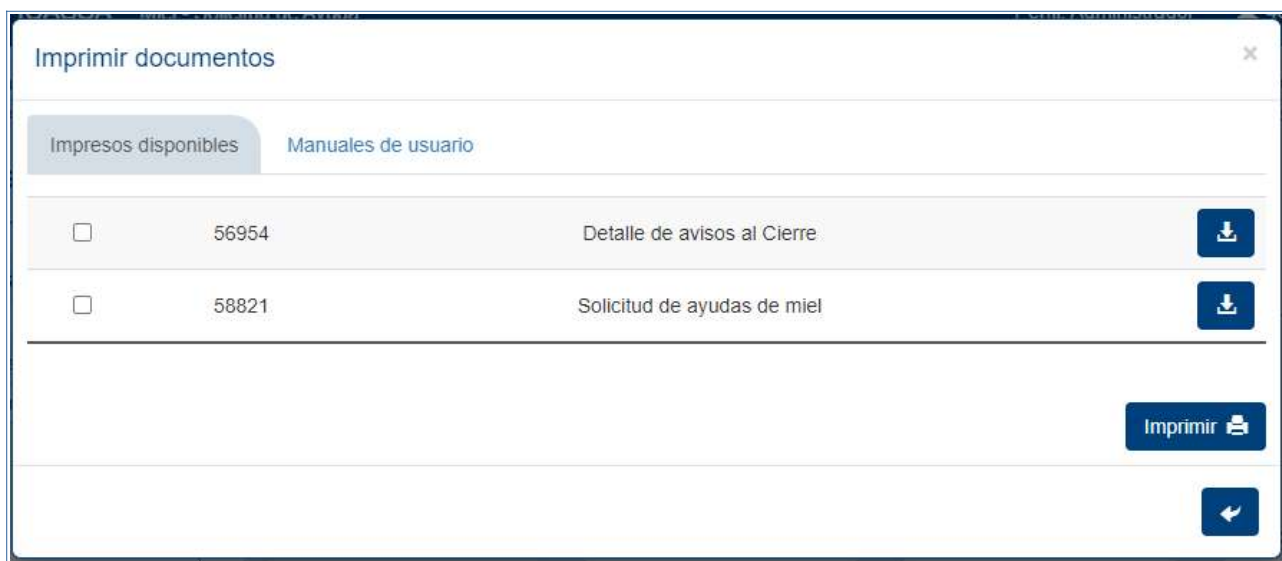 Imprimir documentos
Impresos disponibles
Manuales de usuario
56954 Detalle de avisos al Cierre
58821 Solicitud de ayudas de miel
Imprimir